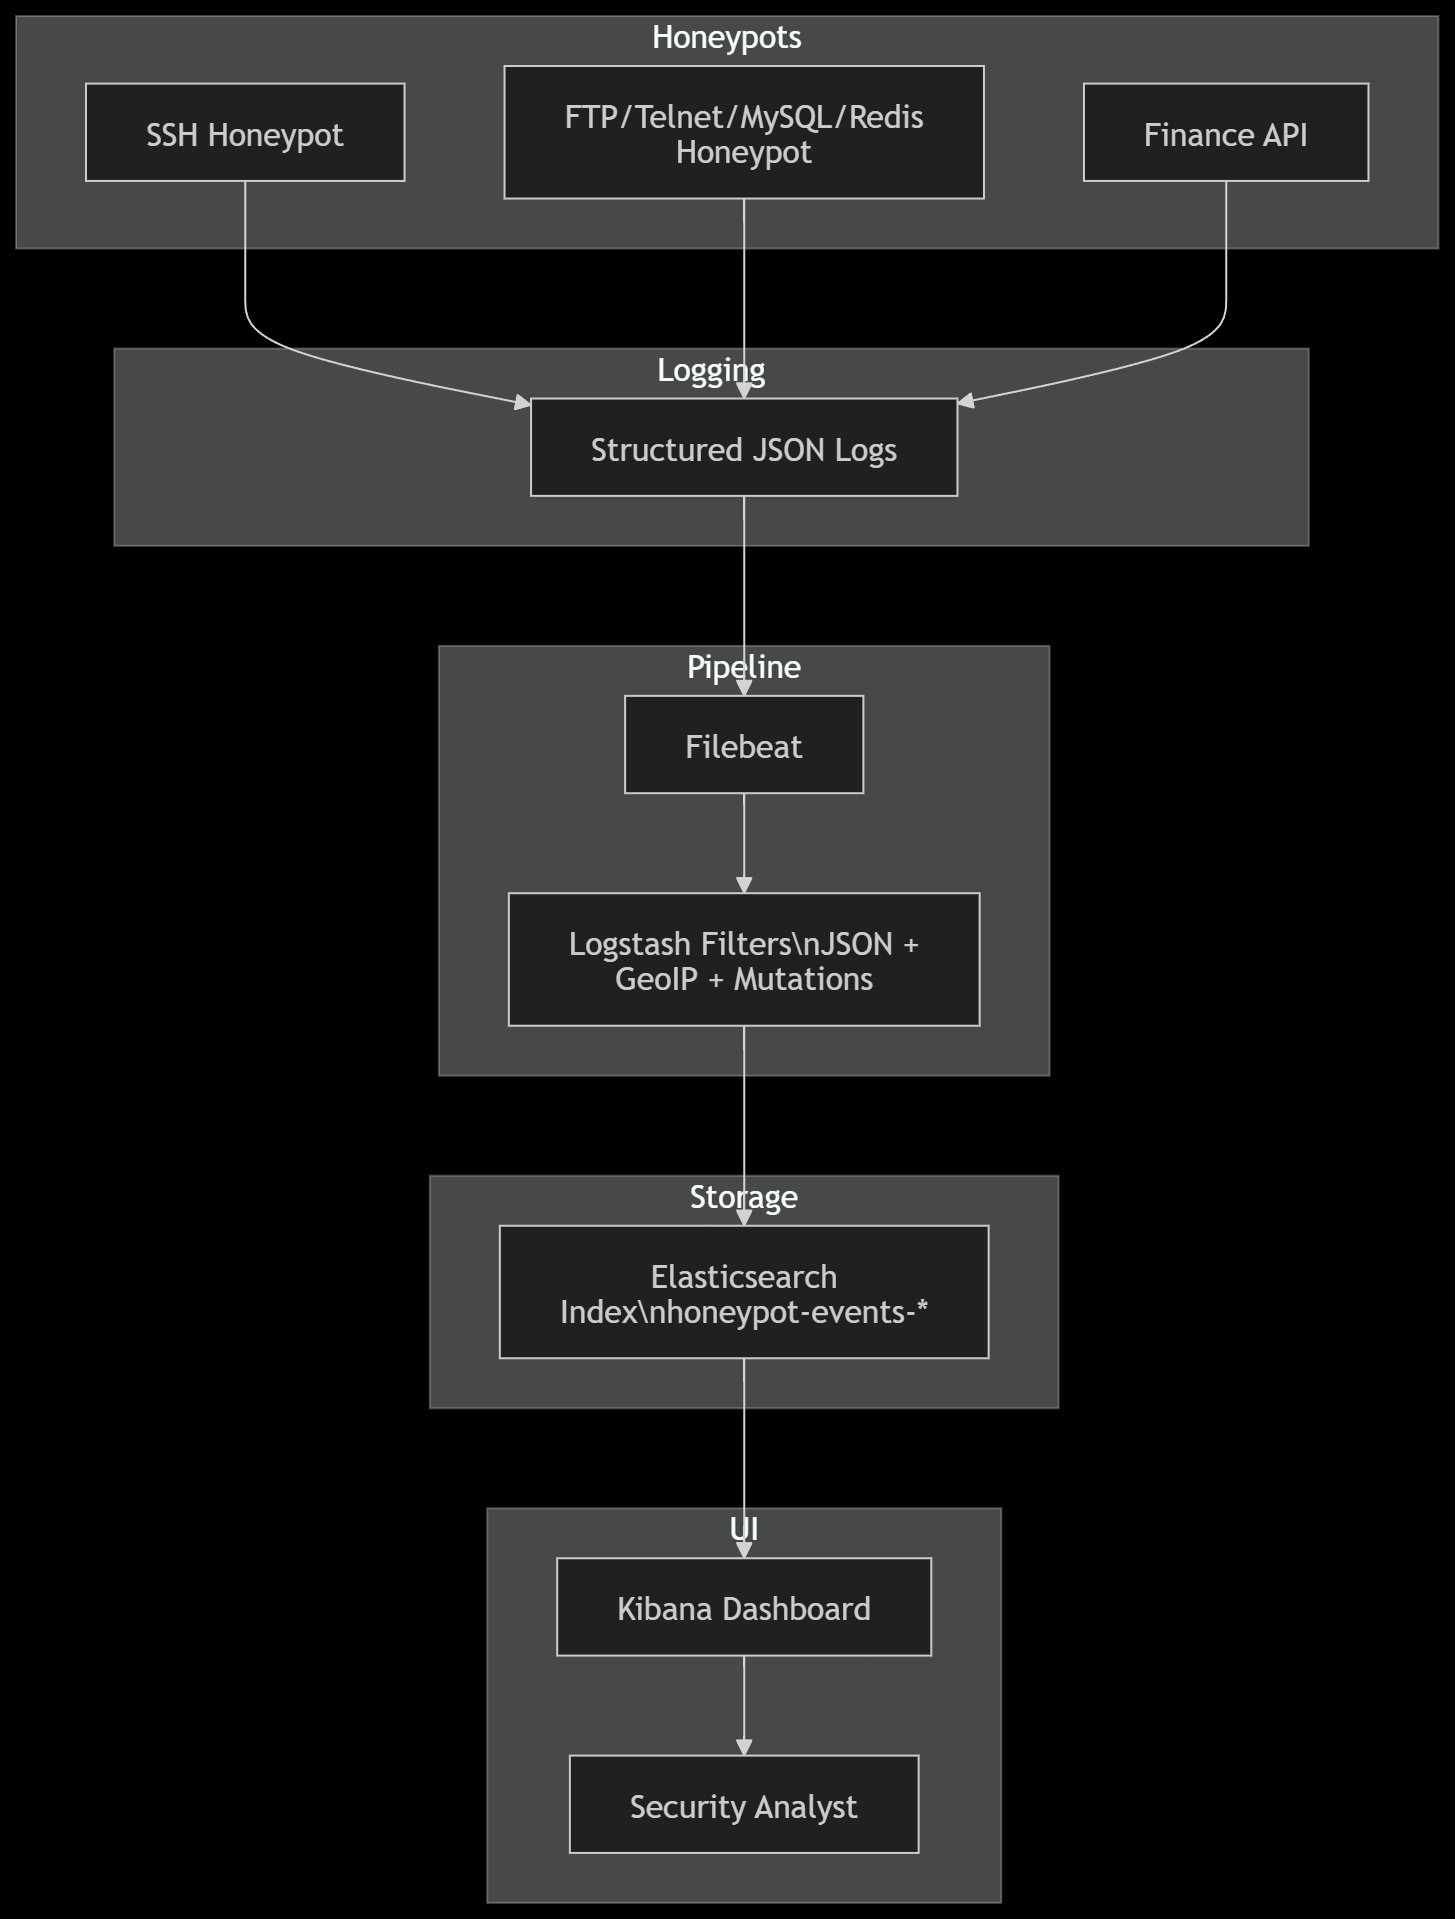 Honeypots
SSH Honeypot
FTP/Telnet/MySQL/Redis
Honeypot
Finance API
Logging
Structured JSON Logs
Pipeline
Filebeat
Logstash Filters\nJSON +
GeoIP + Mutations
Storage
Elasticsearch
Index\nhoneypot-events-*
UI
Kibana Dashboard
Security Analyst